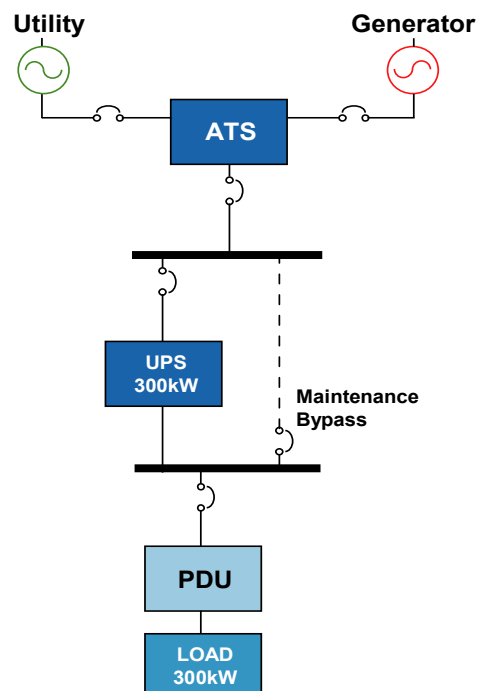 Utility
Generator
ATS
UPS
300kW
Maintenance
Bypass
PDU
LOAD
300kW